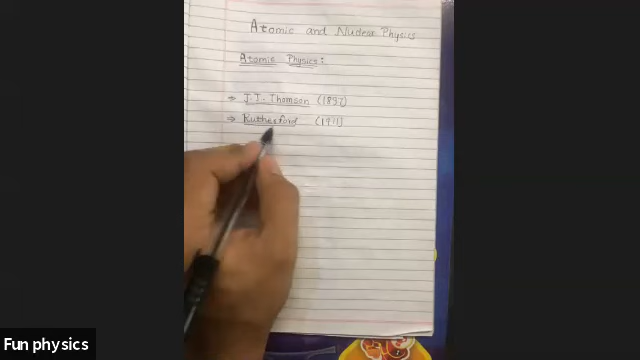 Atomic and Nuclear Physics
Atomic Physics:
⇒ J.J. Thomson (1897)
⇒ Rutherford (1911)
Fun physics